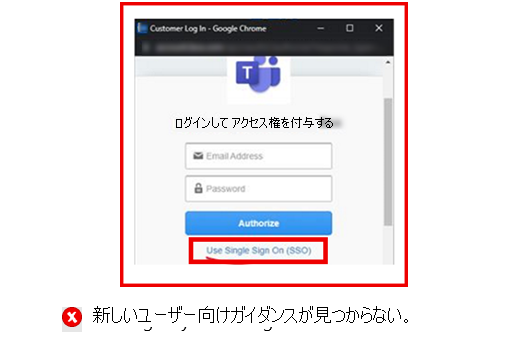 Customer Log In - Google Chrome
T
ログインして アクセス権を付与する
Email Address
Password
Authorize
Use Single Sign On (SSO)
新しいユーザー向けガイダンスが見つからない。